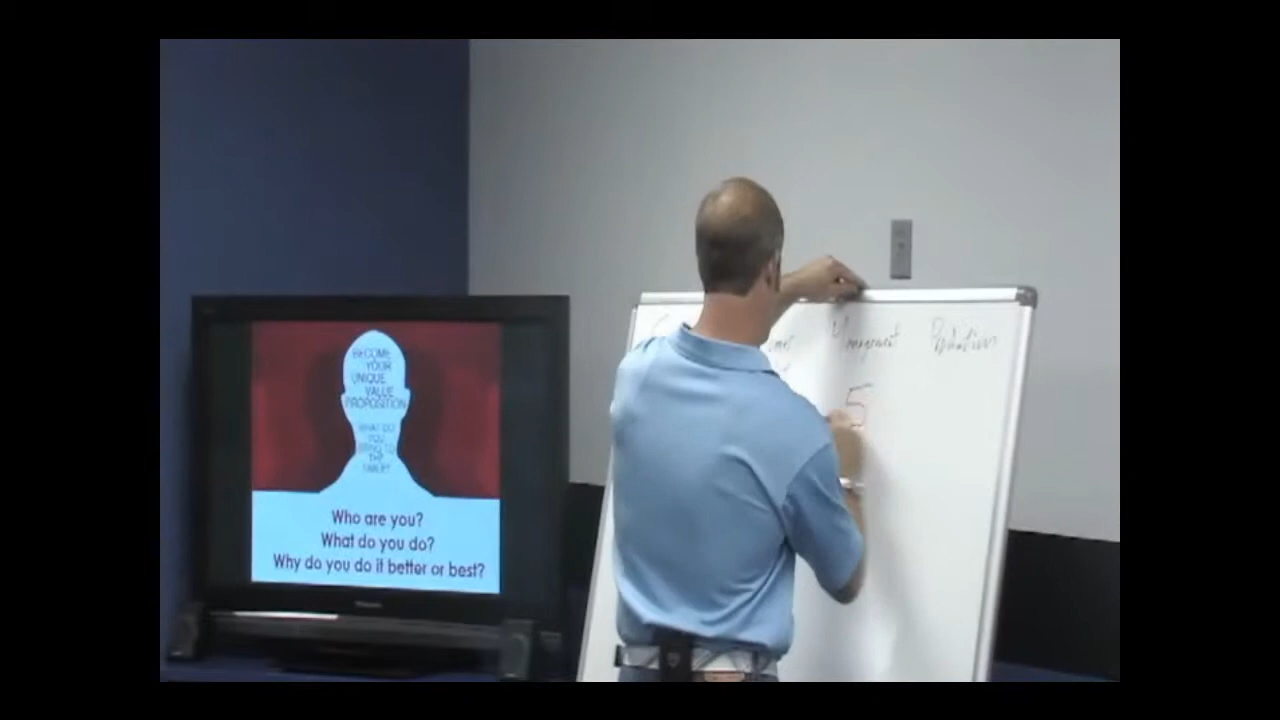 BECOME
YOUR
UNIQUE
VALUE
PROPOSITION
WHAT DO
YOU
BRING TO
THE
TABLE?
Who are you?
What do you do?
Why do you do it better or best?
Management
5